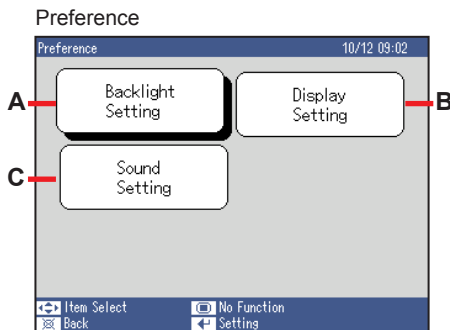 Preference
Preference 10/12 09:02
A Backlight Setting
Display Setting B
C Sound Setting
Item Select No Function
Back Setting